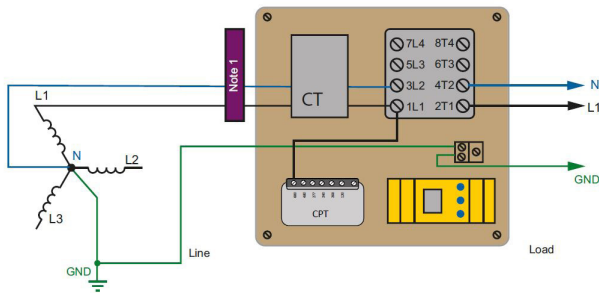 7L4 8T4
5L3 6T3
3L2 4T2
1L1 2T1
Note 1
CT
N
L1
L1
N
L2
L3
GND
CPT
GND
Line
Load